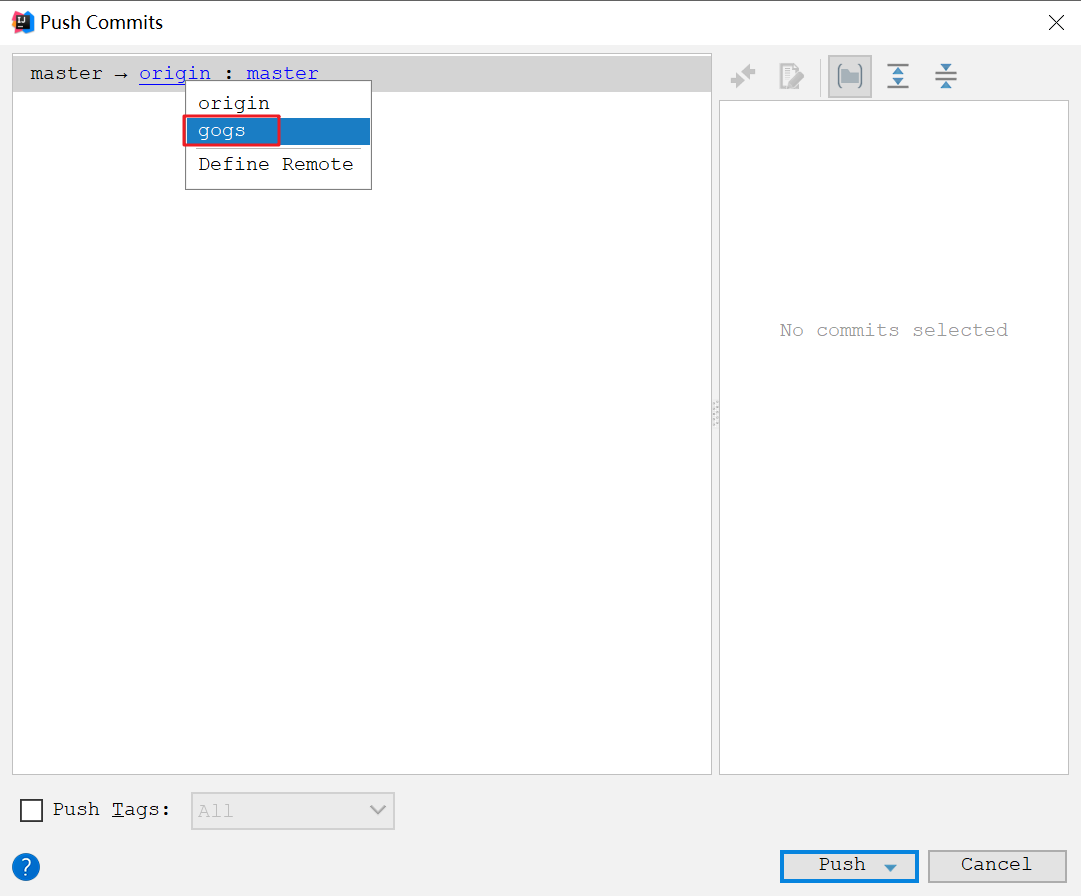 Push Commits
master → origin : master
origin
gogs
Define Remote
No commits selected
Push Tags:
All
?
Push
Cancel